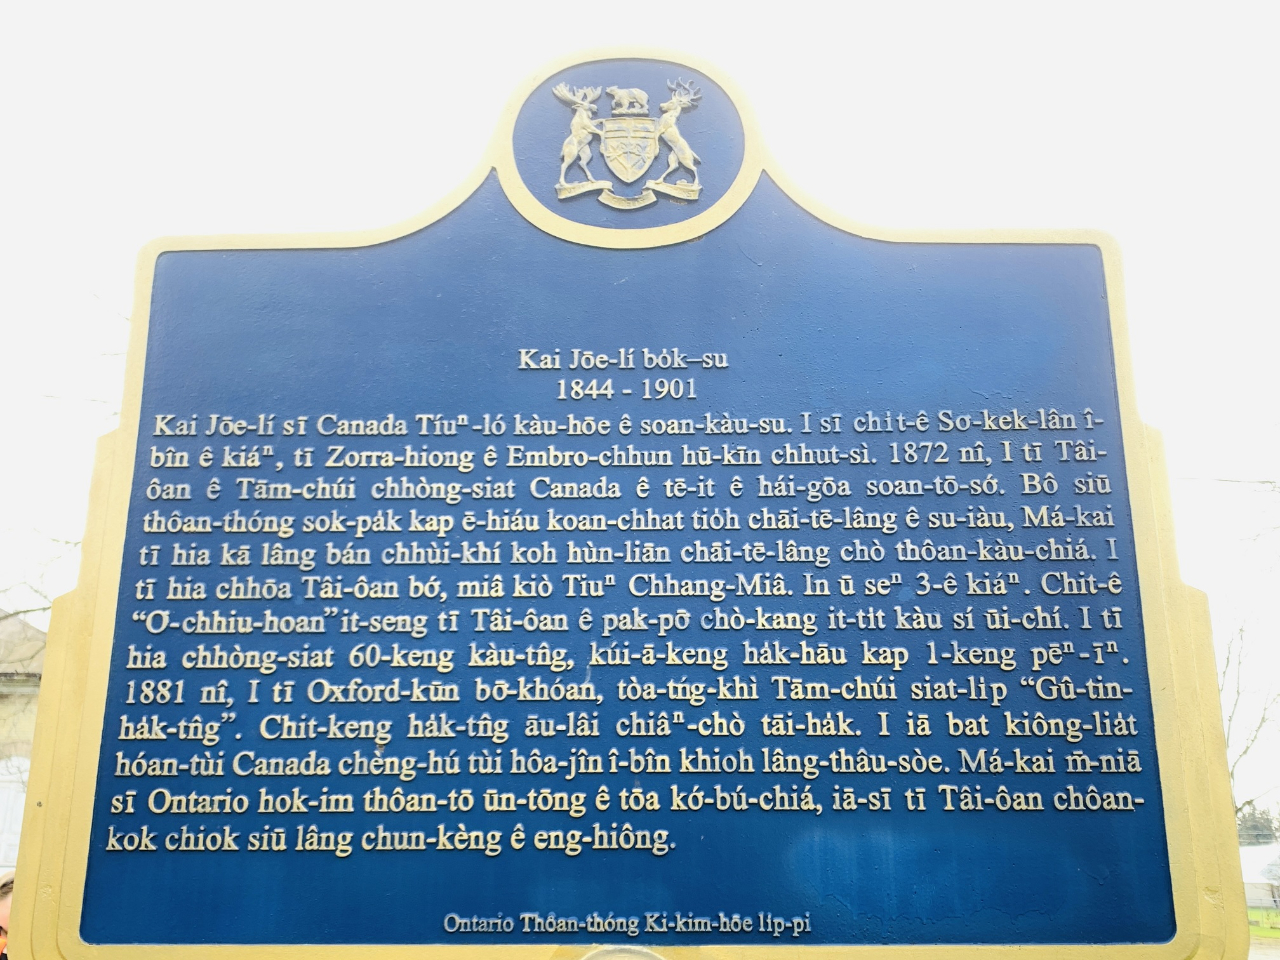 Kai Jōe-lí bo̍k–su
1844 - 1901
Kai Jōe-lí sī Canada Tíuⁿ-ló kàu-hōe ê soan-kàu-su. I sī chi̍t-ê So͘-kek-lân î-
bîn ê kiáⁿ, tī Zorra-hiong ê Embro-chhun hū-kīn chhut-sì. 1872 nî, I tī Tâi-
ôan ê Tām-chúi chhòng-siat Canada ê tē-it ê hái-gōa soan-tō-só͘. Bô siū
thôan-thóng sok-pa̍k kap ē-hiáu koan-chhat tio̍h chāi-tē-lâng ê su-iàu, Má-kai
tī hia kā lâng bán chhùi-khí koh hùn-liān chāi-tē-lâng chò thôan-kàu-chiá. I
tī hia chhōa Tâi-ôan bó͘, miâ kiò Tiuⁿ Chhang-Miâ. In ū seⁿ 3-ê kiáⁿ. Chit-ê
“O͘-chhiu-hoan”it-seng tī Tâi-ôan ê pak-pō͘ chò-kang it-ti̍t kàu sí ūi-chí. I tī
hia chhòng-siat 60-keng kàu-tn̂g, kúi-ā-keng ha̍k-hāu kap 1-keng pēⁿ-īⁿ.
1881 nî, I tī Oxford-kūn bō͘-khóan, tòa-tńg-khì Tām-chúi siat-li̍p “Gû-tin-
ha̍k-tn̂g”. Chit-keng ha̍k-tn̂g āu-lâi chiâⁿ-chò tāi-ha̍k. I iā bat kiông-lia̍t
hóan-tùi Canada chèng-hú tùi hôa-jîn î-bîn khioh lâng-thâu-sòe. Má-kai m̄-niā
sī Ontario hok-im thôan-tō ūn-tōng ê tōa kó͘-bú-chiá, iā-sī tī Tâi-ôan chôan-
kok chiok siū lâng chun-kèng ê eng-hiông.
Ontario Thôan-thóng Ki-kim-hōe li̍p-pi